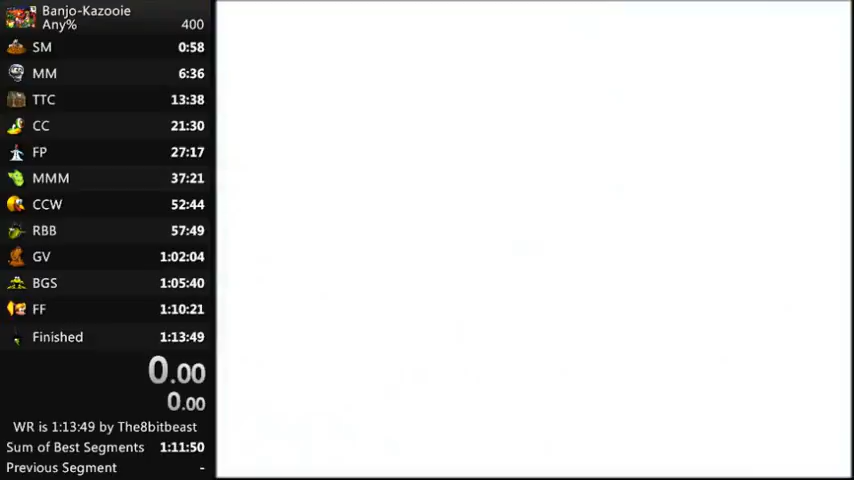 Banjo-Kazooie
Any% 400
SM 0:58
MM 6:36
TTC 13:38
CC 21:30
FP 27:17
MMM 37:21
CCW 52:44
RBB 57:49
GV 1:02:04
BGS 1:05:40
FF 1:10:21
Finished 1:13:49
0.00
0.00
WR is 1:13:49 by The8bitbeast
Sum of Best Segments 1:11:50
Previous Segment -